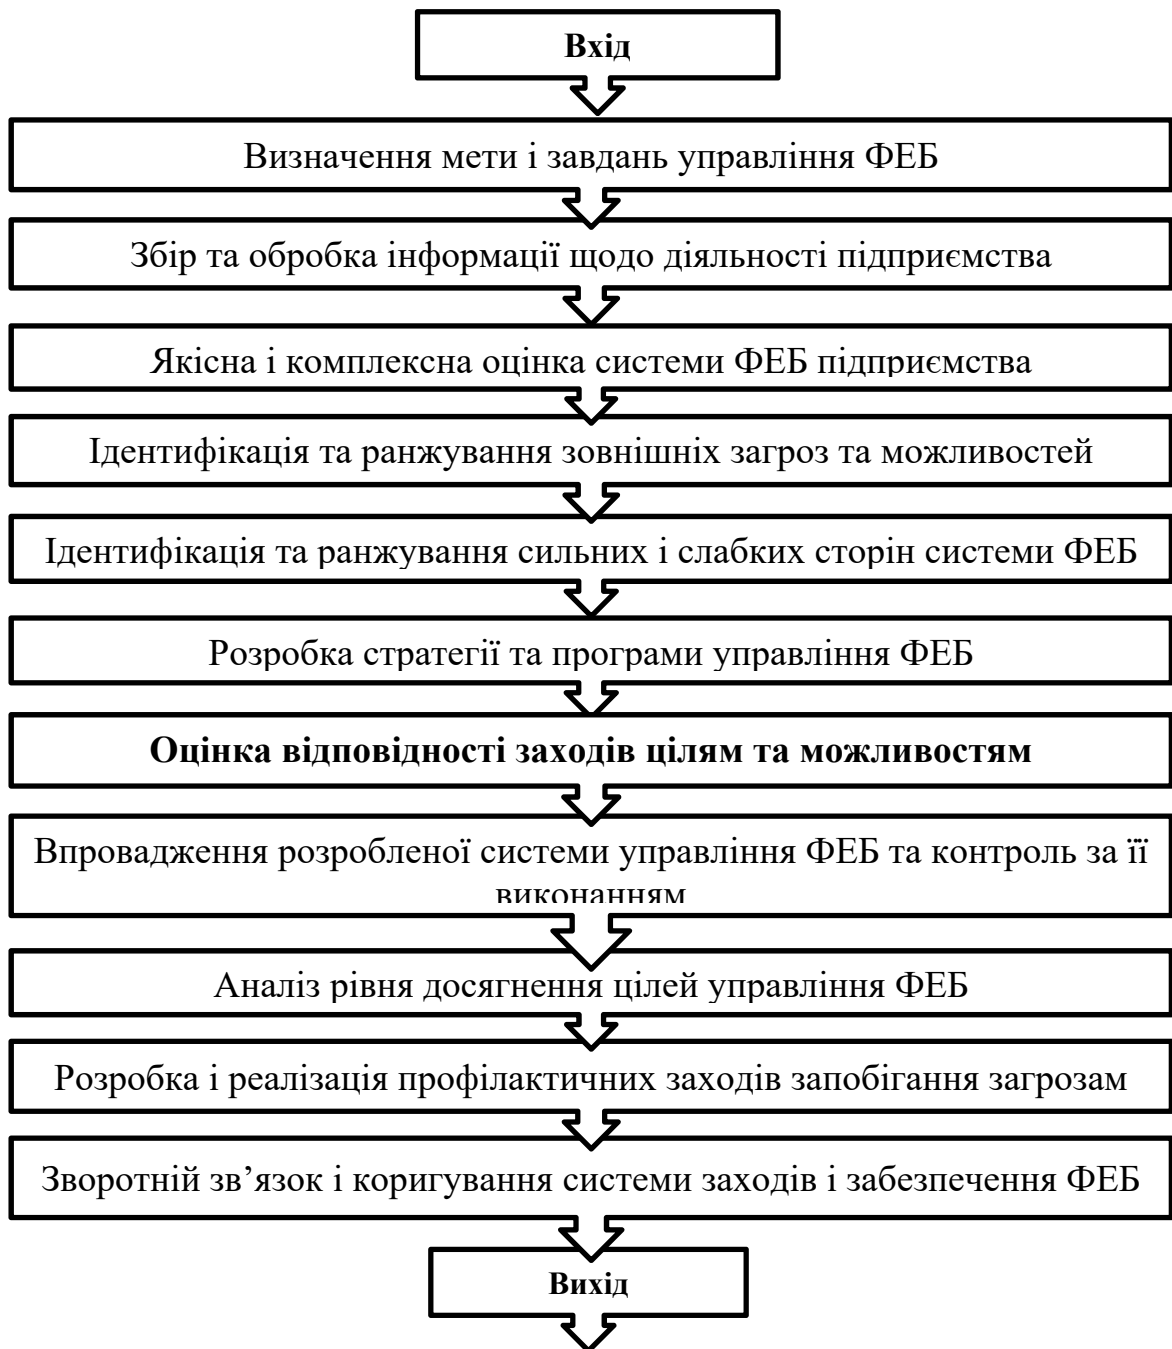 Вхід
Визначення мети і завдань управління ФЕБ
Збір та обробка інформації щодо діяльності підприємства
Якісна і комплексна оцінка системи ФЕБ підприємства
Ідентифікація та ранжування зовнішніх загроз та можливостей
Ідентифікація та ранжування сильних і слабких сторін системи ФЕБ
Розробка стратегії та програми управління ФЕБ
Оцінка відповідності заходів цілям та можливостям
Впровадження розробленої системи управління ФЕБ та контроль за її
виконанням
Аналіз рівня досягнення цілей управління ФЕБ
Розробка і реалізація профілактичних заходів запобігання загрозам
Зворотній зв’язок і коригування системи заходів і забезпечення ФЕБ
Вихід